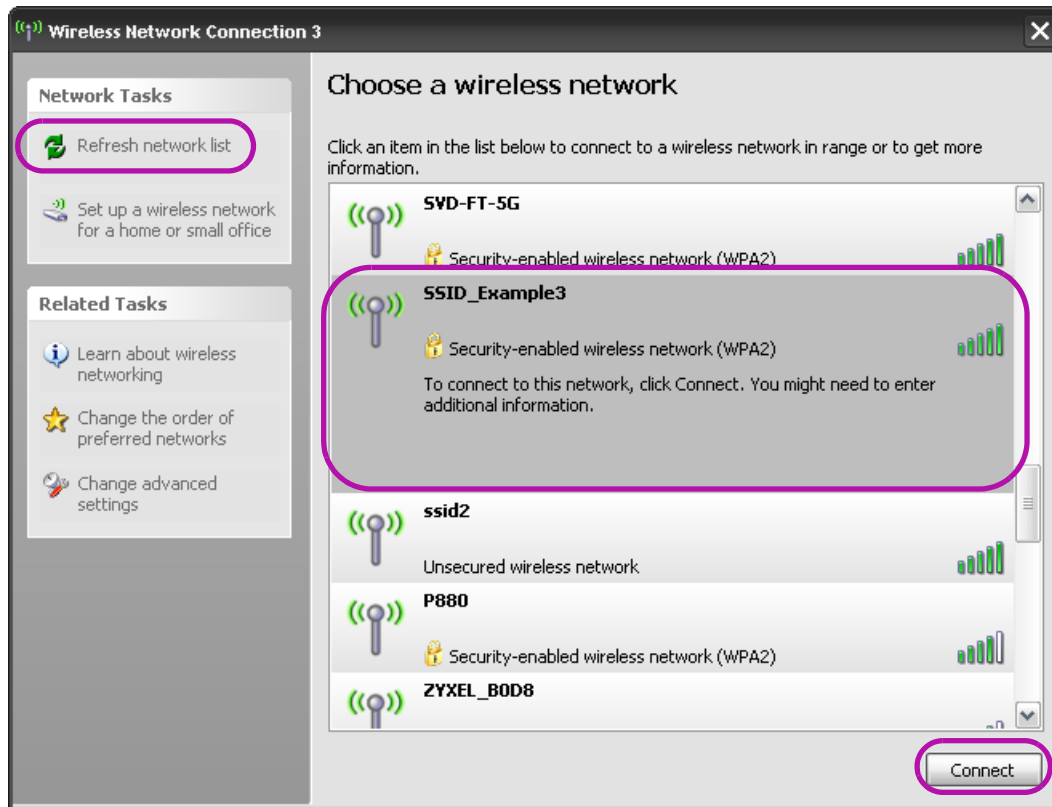 Wireless Network Connection 3
Network Tasks
Refresh network list
Set up a wireless network
for a home or small office
Related Tasks
Learn about wireless
networking
Change the order of
preferred networks
Change advanced
settings
Choose a wireless network
Click an item in the list below to connect to a wireless network in range or to get more
information.
SVD-FT-5G
Security-enabled wireless network (WPA2)
SSID_Example3
Security-enabled wireless network (WPA2)
To connect to this network, click Connect. You might need to enter
additional information.
ssid2
Unsecured wireless network
P880
Security-enabled wireless network (WPA2)
ZYXEL_B0D8
Connect